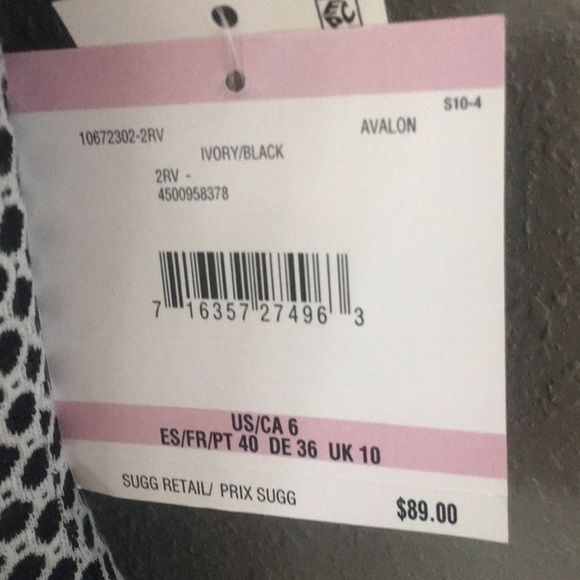 S10-4
10672302-2RV
AVALON
IVORY/BLACK
2RV -
4500958378
7 16357 27496 3
US/CA 6
ES/FR/PT 40 DE 36 UK 10
SUGG RETAIL/ PRIX SUGG
$89.00